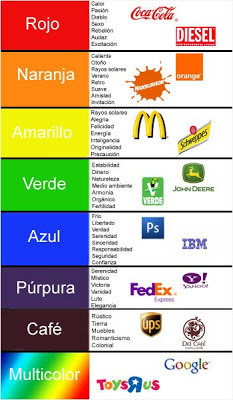 Rojo
Calor
Pasión
Diablo
Sexo
Rebelión
Audaz
Excitación
Coca-Cola
DIESEL
Naranja
Caliente
Otoño
Rayos solares
Verano
Retro
Suave
Amistad
Invitación
NICKELODEON
orange
Amarillo
Rayos solares
Alegria
Felicidad
Energía
Inteligencia
Originalidad
Precaución
Schweppes
Verde
Estabilidad
Dinero
Naturaleza
Medio ambiente
Armonía
Orgánico
Fertilidad
VERDE
JOHN DEERE
Azul
Frío
Libertado
Verdad
Serenidad
Sinceridad
Responsabilidad
Seguridad
Confianza
Ps
IBM
Púrpura
Serenidad
Místico
Victoria
Vanidad
Luto
Elegancia
FedEx
Express
YAHOO!
Café
Rústico
Tierra
Muebles
Romanticismo
Colonial
ups
Del Café
Multicolor
Google
TOYS R US